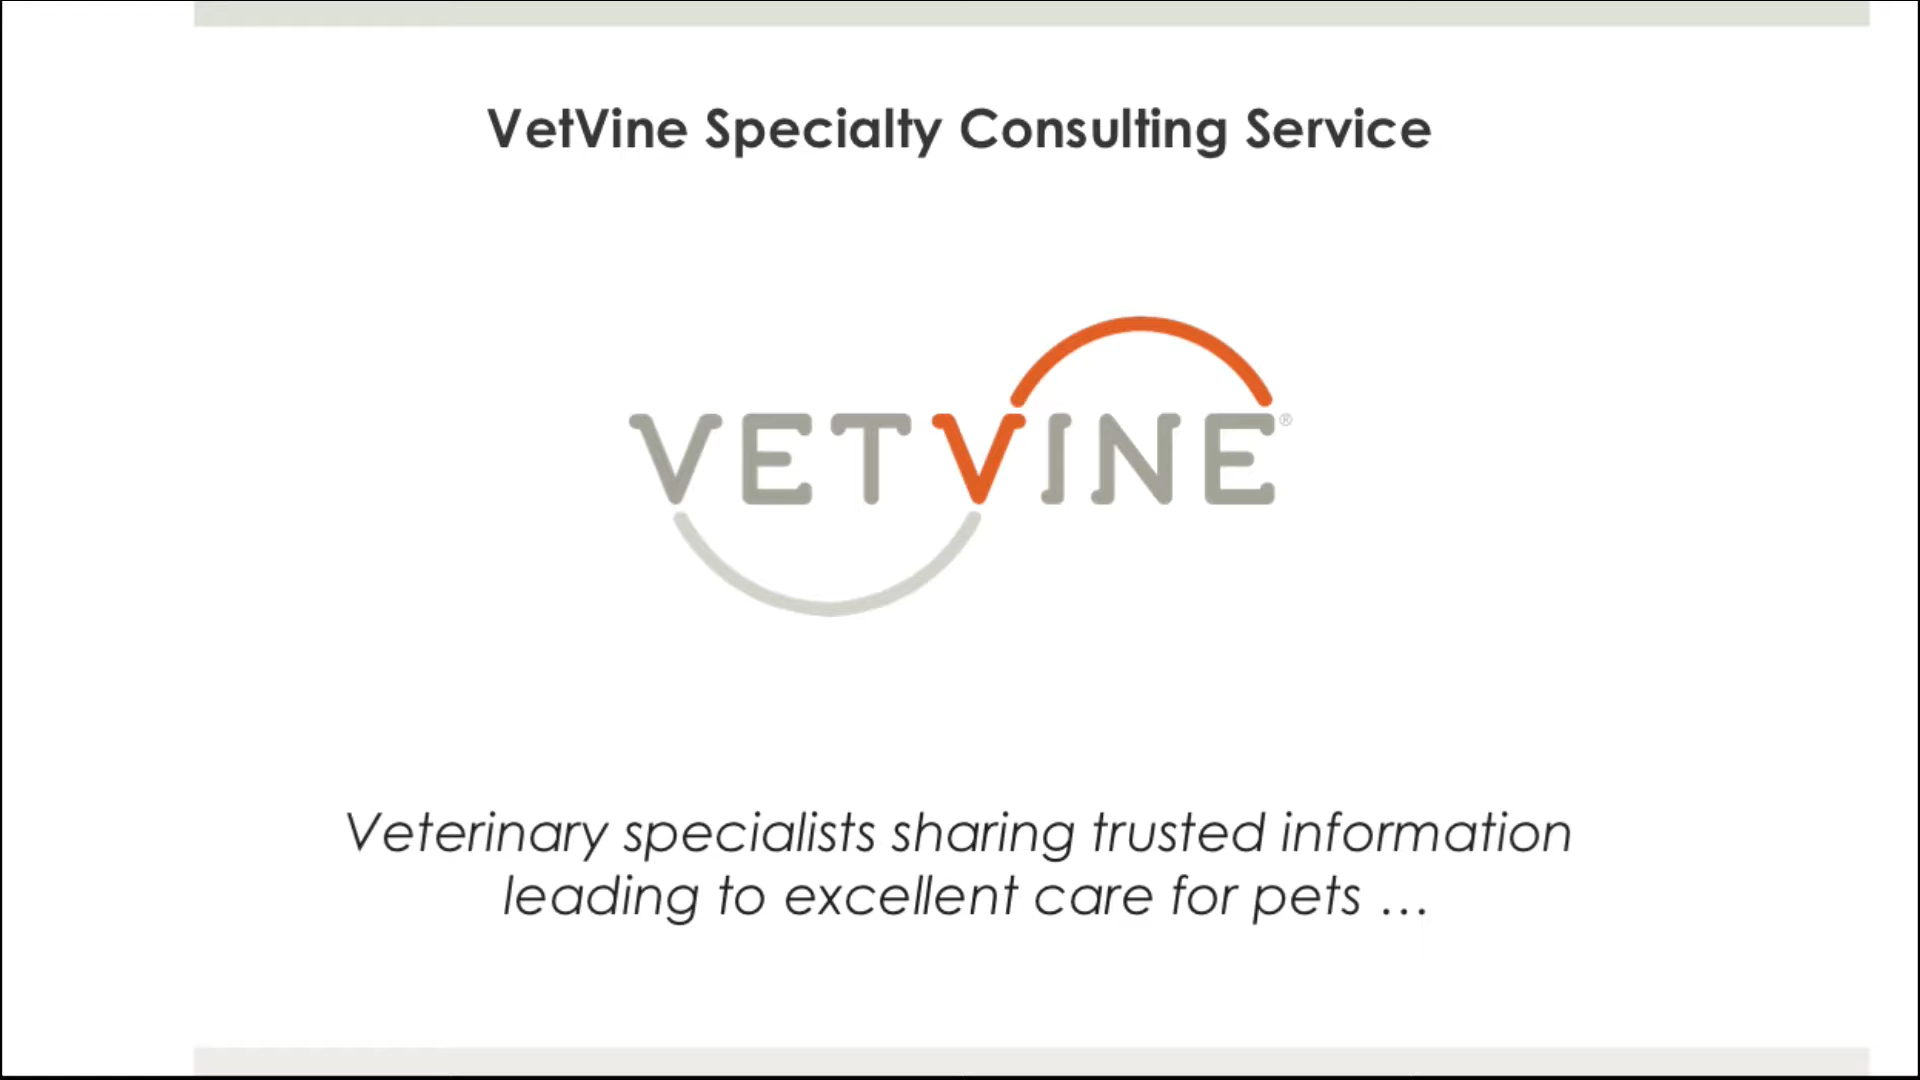 VetVine Specialty Consulting Service
VETVINE®
Veterinary specialists sharing trusted information
leading to excellent care for pets …